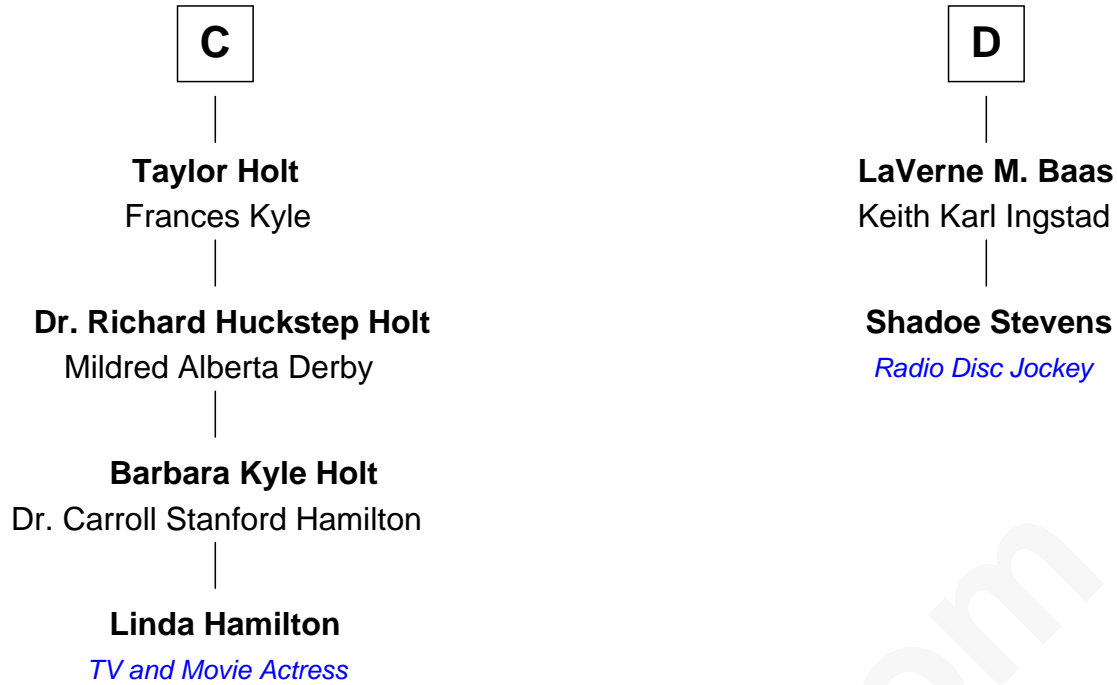 C
Taylor Holt
Frances Kyle
Dr. Richard Huckstep Holt
Mildred Alberta Derby
Barbara Kyle Holt
Dr. Carroll Stanford Hamilton
Linda Hamilton
TV and Movie Actress
D
LaVerne M. Baas
Keith Karl Ingstad
Shadoe Stevens
Radio Disc Jockey
om